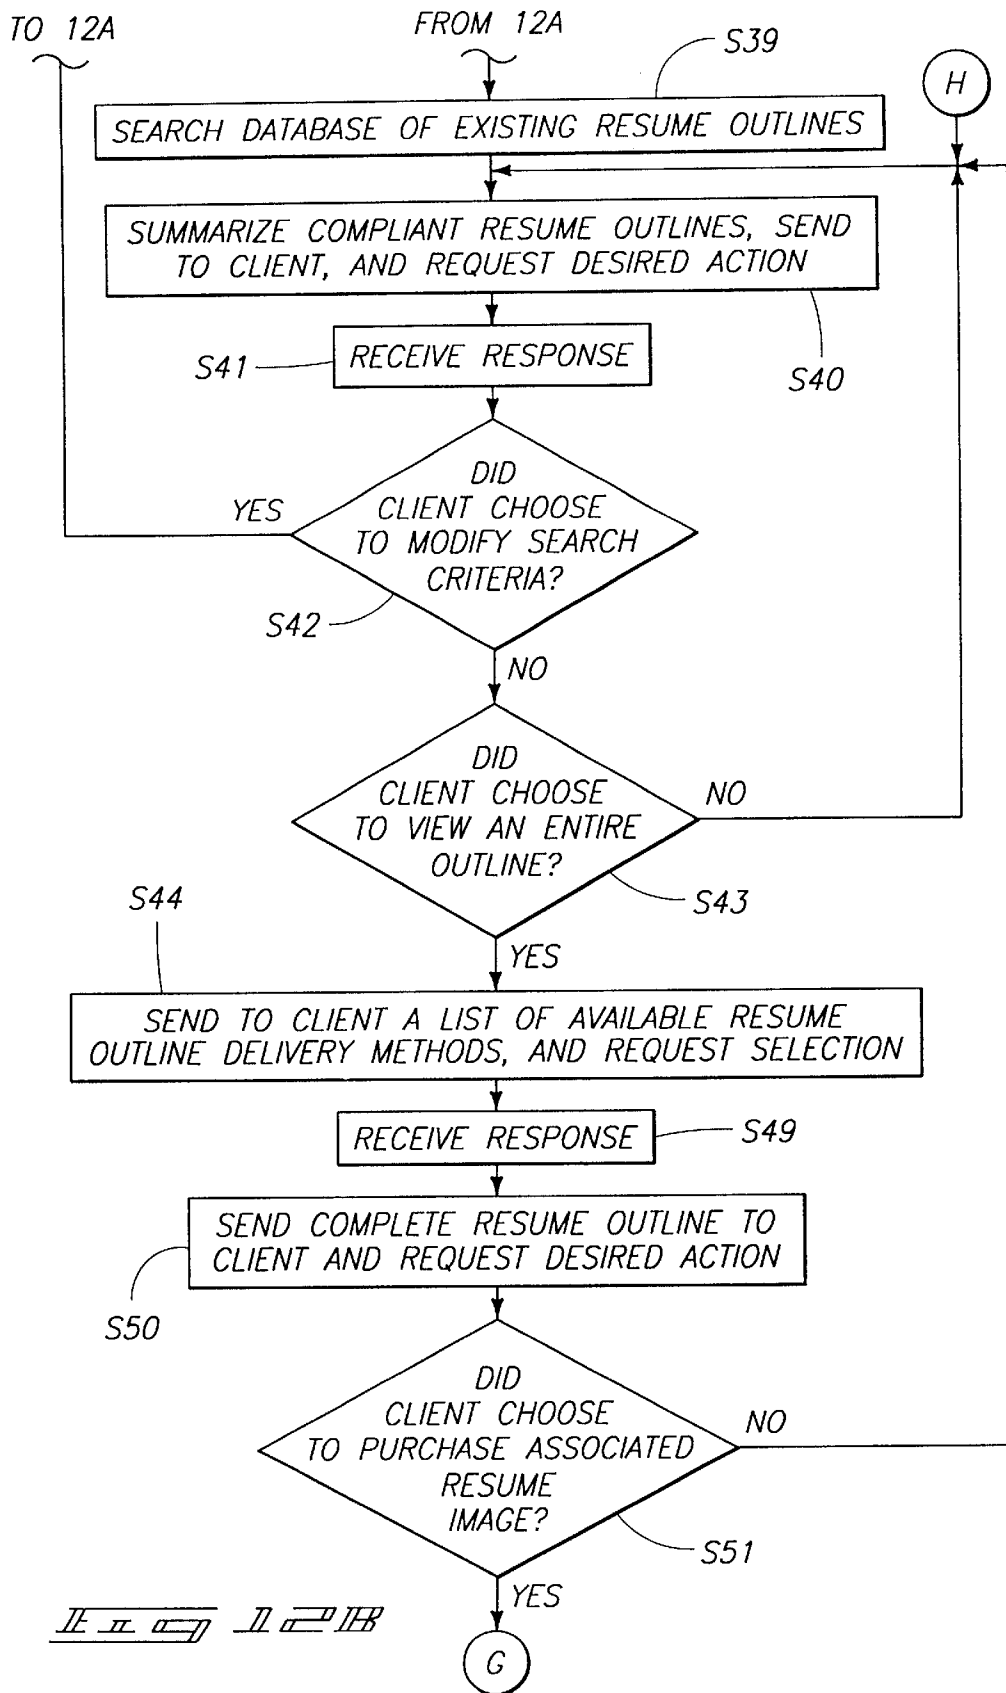 TO 12A
FROM 12A
S39
H
SEARCH DATABASE OF EXISTING RESUME OUTLINES
SUMMARIZE COMPLIANT RESUME OUTLINES, SEND
TO CLIENT, AND REQUEST DESIRED ACTION
S40
S41
RECEIVE RESPONSE
DID
CLIENT CHOOSE
TO MODIFY SEARCH
CRITERIA?
YES
S42
NO
DID
CLIENT CHOOSE
TO VIEW AN ENTIRE
OUTLINE?
NO
S43
S44
YES
SEND TO CLIENT A LIST OF AVAILABLE RESUME
OUTLINE DELIVERY METHODS, AND REQUEST SELECTION
RECEIVE RESPONSE
S49
SEND COMPLETE RESUME OUTLINE TO
CLIENT AND REQUEST DESIRED ACTION
S50
DID
CLIENT CHOOSE
TO PURCHASE ASSOCIATED
RESUME
IMAGE?
NO
S51
YES
G
FIG 12B